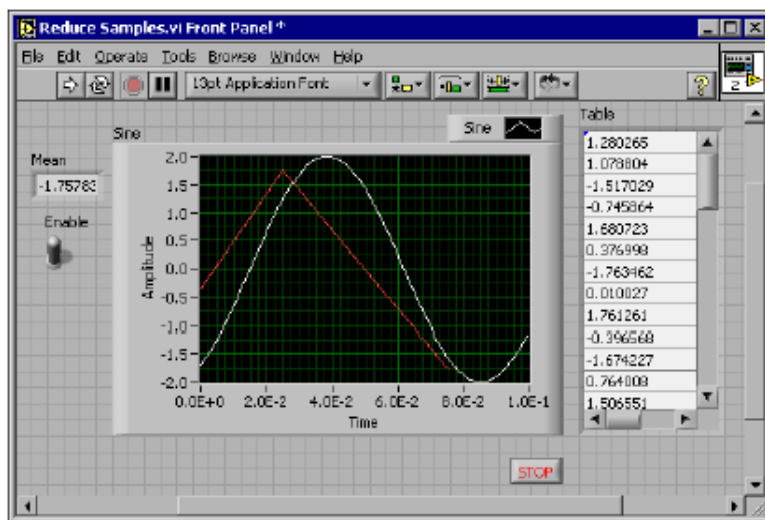 Reduce Samples.vi Front Panel *
File Edit Operate Tools Browse Window Help
13pt Application Font
?
2
Sine
Sine
Table
Mean
-1.75783
Enable
Amplitude
2.0
1.5
1.0
0.5
0.0
-0.5
-1.0
-1.5
-2.0
0.0E+0 2.0E-2 4.0E-2 6.0E-2 8.0E-2 1.0E-1
Time
1.280265
1.078804
-1.517029
-0.745864
1.680723
0.376998
-1.763462
0.010027
1.761261
-0.396568
-1.674227
0.764008
1.506551
STOP